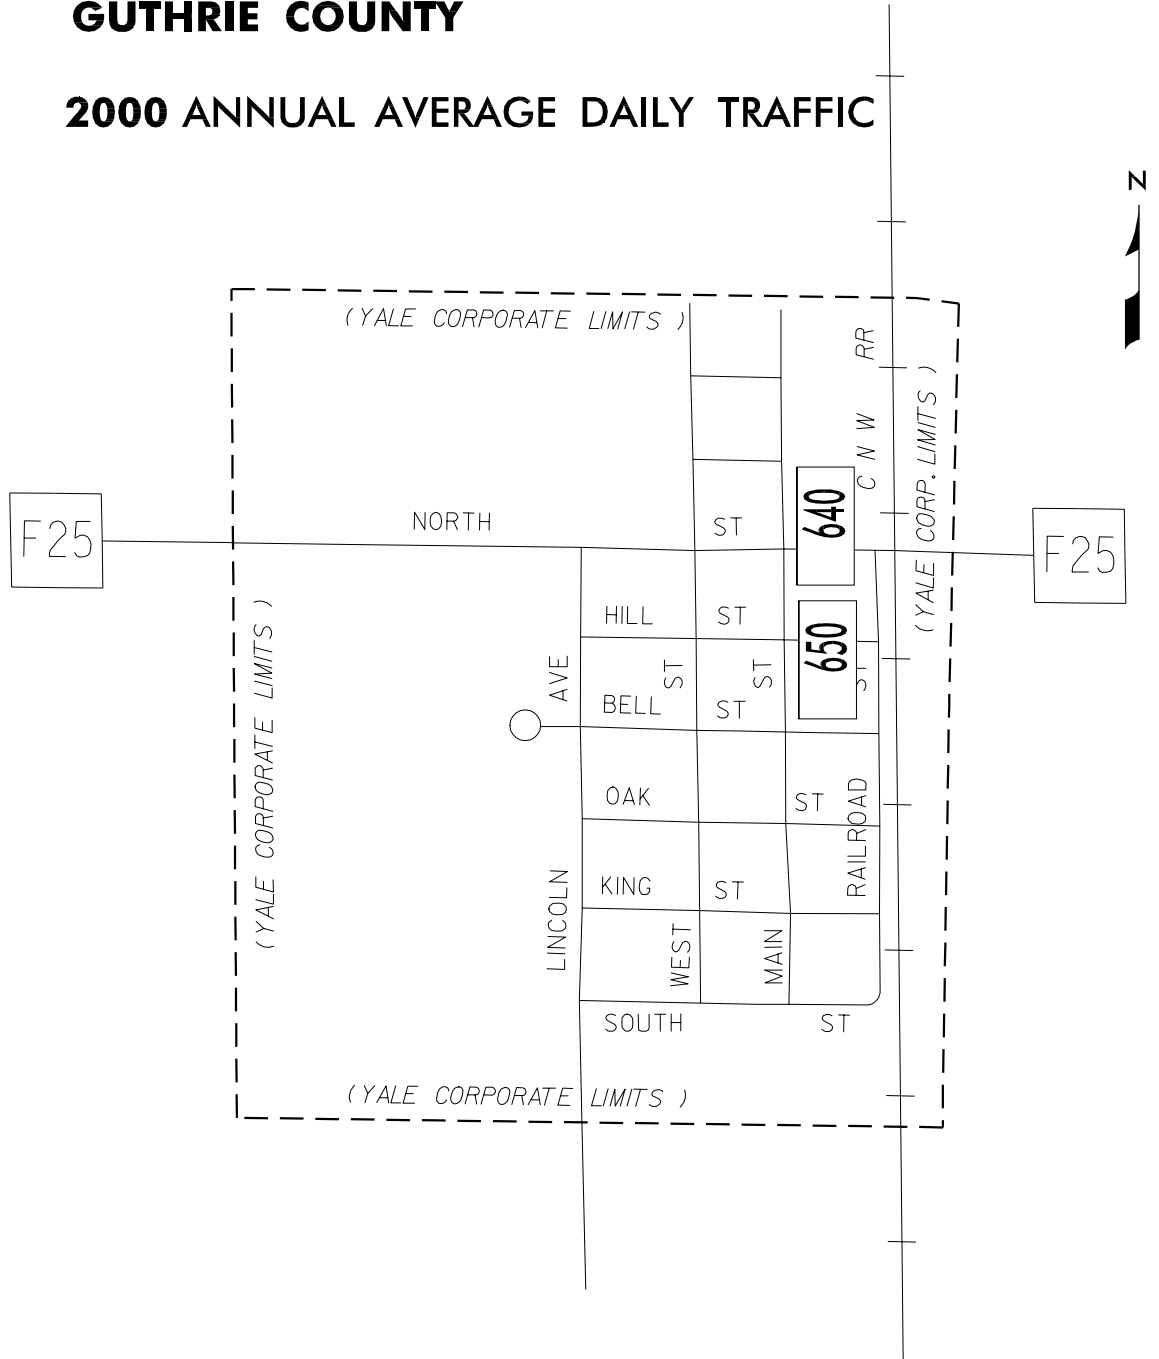 GUTHRIE COUNTY
2000 ANNUAL AVERAGE DAILY TRAFFIC
N
(YALE CORPORATE LIMITS )
C N W RR
(YALE CORP. LIMITS )
F25
NORTH ST
640
F25
HILL ST
650
(YALE CORPORATE LIMITS )
AVE
ST
ST
ST
BELL ST
OAK ST
RAILROAD
KING ST
LINCOLN
WEST
MAIN
SOUTH ST
(YALE CORPORATE LIMITS )